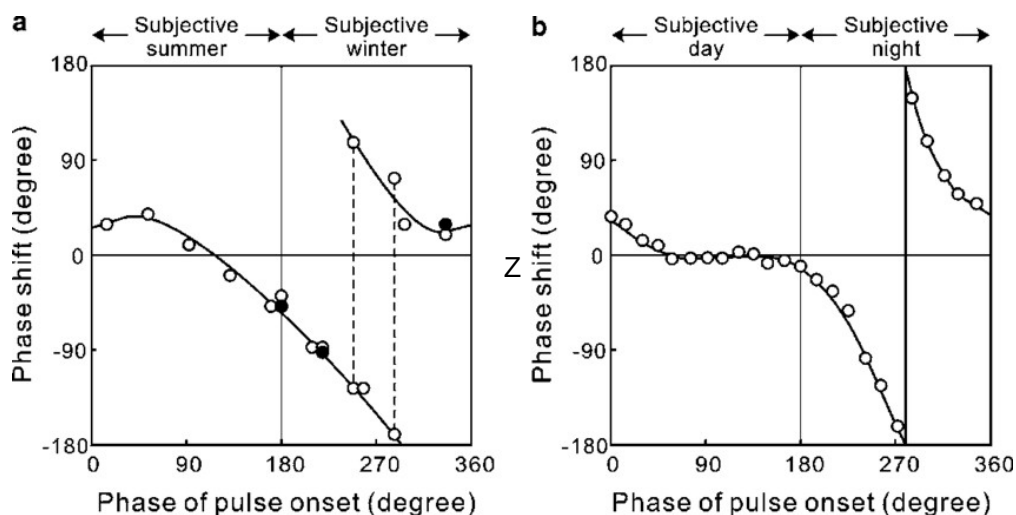 a
Subjective summer
Subjective winter
180
90
0
-90
-180
Phase shift (degree)
0 90 180 270 360
Phase of pulse onset (degree)
b
Subjective day
Subjective night
180
90
0
-90
-180
Z
Phase shift (degree)
0 90 180 270 360
Phase of pulse onset (degree)